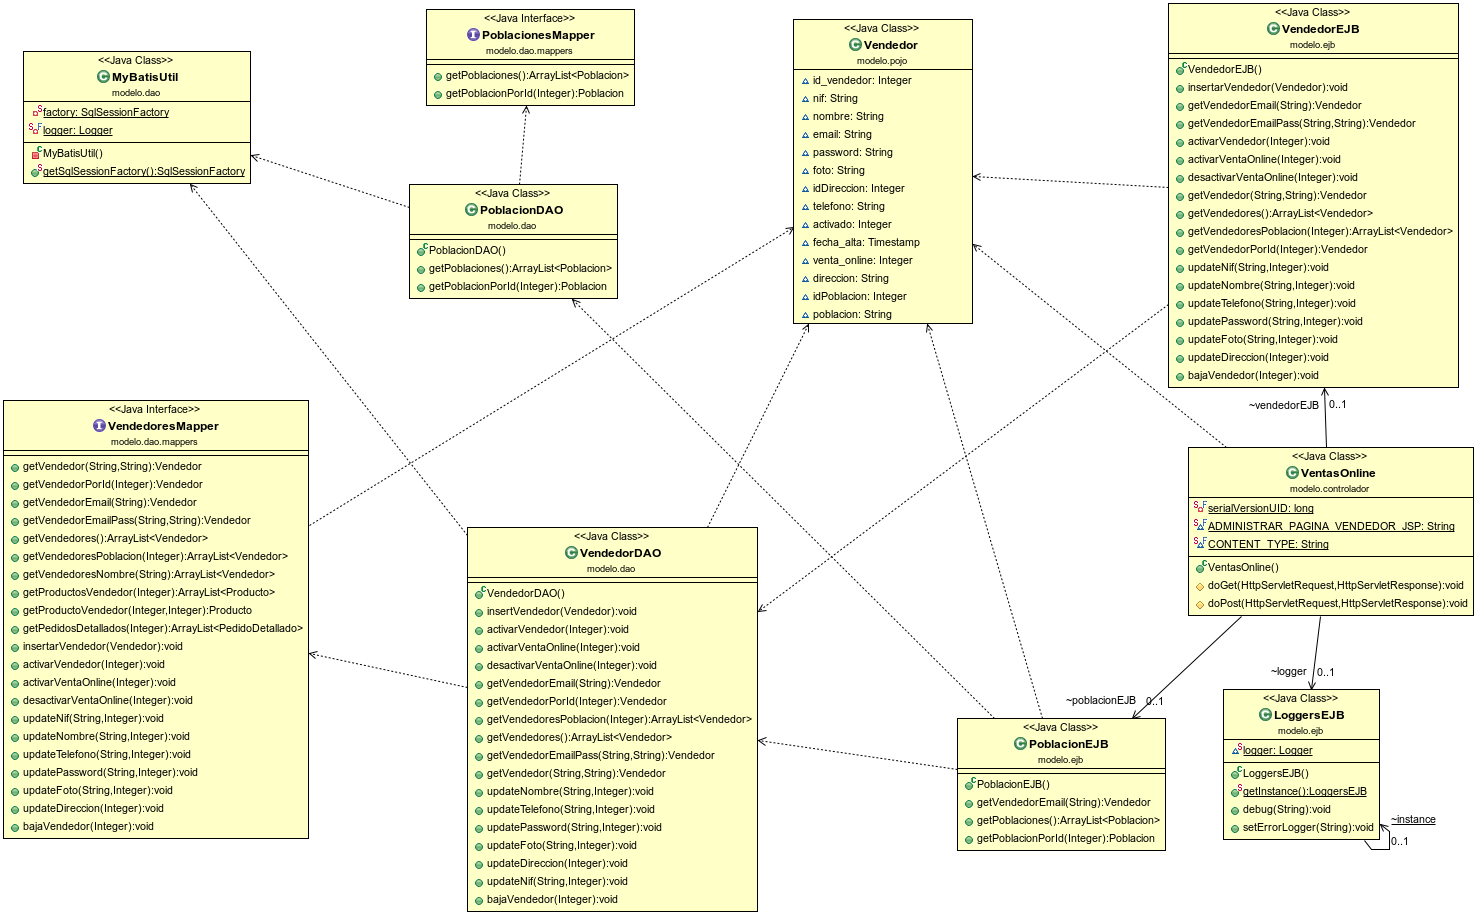 <<Java Class>>
MyBatisUtil
modelo.dao
factory: SqlSessionFactory
logger: Logger
MyBatisUtil()
getSqlSessionFactory():SqlSessionFactory
<<Java Interface>>
PoblacionesMapper
modelo.dao.mappers
getPoblaciones():ArrayList<Poblacion>
getPoblacionPorId(Integer):Poblacion
<<Java Class>>
PoblacionDAO
modelo.dao
PoblacionDAO()
getPoblaciones():ArrayList<Poblacion>
getPoblacionPorId(Integer):Poblacion
<<Java Class>>
Vendedor
modelo.pojo
id_vendedor: Integer
nif: String
nombre: String
email: String
password: String
foto: String
idDireccion: Integer
telefono: String
activado: Integer
fecha_alta: Timestamp
venta_online: Integer
direccion: String
idPoblacion: Integer
poblacion: String
<<Java Class>>
VendedorEJB
modelo.ejb
VendedorEJB()
insertarVendedor(Vendedor):void
getVendedorEmail(String):Vendedor
getVendedorEmailPass(String,String):Vendedor
activarVendedor(Integer):void
activarVentaOnline(Integer):void
desactivarVentaOnline(Integer):void
getVendedor(String,String):Vendedor
getVendedores():ArrayList<Vendedor>
getVendedoresPoblacion(Integer):ArrayList<Vendedor>
getVendedorPorId(Integer):Vendedor
updateNif(String,Integer):void
updateNombre(String,Integer):void
updateTelefono(String,Integer):void
updatePassword(String,Integer):void
updateFoto(String,Integer):void
updateDireccion(Integer):void
bajaVendedor(Integer):void
~vendedorEJB 0..1
<<Java Interface>>
VendedoresMapper
modelo.dao.mappers
getVendedor(String,String):Vendedor
getVendedorPorId(Integer):Vendedor
getVendedorEmail(String):Vendedor
getVendedorEmailPass(String,String):Vendedor
getVendedores():ArrayList<Vendedor>
getVendedoresPoblacion(Integer):ArrayList<Vendedor>
getVendedoresNombre(String):ArrayList<Vendedor>
getProductosVendedor(Integer):ArrayList<Producto>
getProductoVendedor(Integer,Integer):Producto
getPedidosDetallados(Integer):ArrayList<PedidoDetallado>
insertarVendedor(Vendedor):void
activarVendedor(Integer):void
activarVentaOnline(Integer):void
desactivarVentaOnline(Integer):void
updateNif(String,Integer):void
updateNombre(String,Integer):void
updateTelefono(String,Integer):void
updatePassword(String,Integer):void
updateFoto(String,Integer):void
updateDireccion(Integer):void
bajaVendedor(Integer):void
<<Java Class>>
VendedorDAO
modelo.dao
VendedorDAO()
insertVendedor(Vendedor):void
activarVendedor(Integer):void
activarVentaOnline(Integer):void
desactivarVentaOnline(Integer):void
getVendedorEmail(String):Vendedor
getVendedorPorId(Integer):Vendedor
getVendedoresPoblacion(Integer):ArrayList<Vendedor>
getVendedores():ArrayList<Vendedor>
getVendedorEmailPass(String,String):Vendedor
getVendedor(String,String):Vendedor
updateNombre(String,Integer):void
updateTelefono(String,Integer):void
updatePassword(String,Integer):void
updateFoto(String,Integer):void
updateDireccion(Integer):void
updateNif(String,Integer):void
bajaVendedor(Integer):void
<<Java Class>>
VentasOnline
modelo.controlador
serialVersionUID: long
ADMINISTRAR_PAGINA_VENDEDOR_JSP: String
CONTENT_TYPE: String
VentasOnline()
doGet(HttpServletRequest,HttpServletResponse):void
doPost(HttpServletRequest,HttpServletResponse):void
~poblacionEJB 0..1
~logger 0..1
<<Java Class>>
PoblacionEJB
modelo.ejb
PoblacionEJB()
getVendedorEmail(String):Vendedor
getPoblaciones():ArrayList<Poblacion>
getPoblacionPorId(Integer):Poblacion
<<Java Class>>
LoggersEJB
modelo.ejb
logger: Logger
LoggersEJB()
getInstance():LoggersEJB
debug(String):void
setErrorLogger(String):void
~instance
0..1